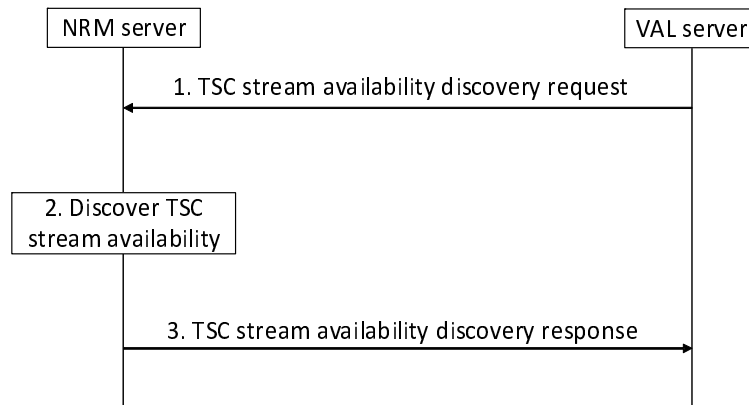 NRM server
VAL server
1. TSC stream availability discovery request
2. Discover TSC
stream availability
3. TSC stream availability discovery response